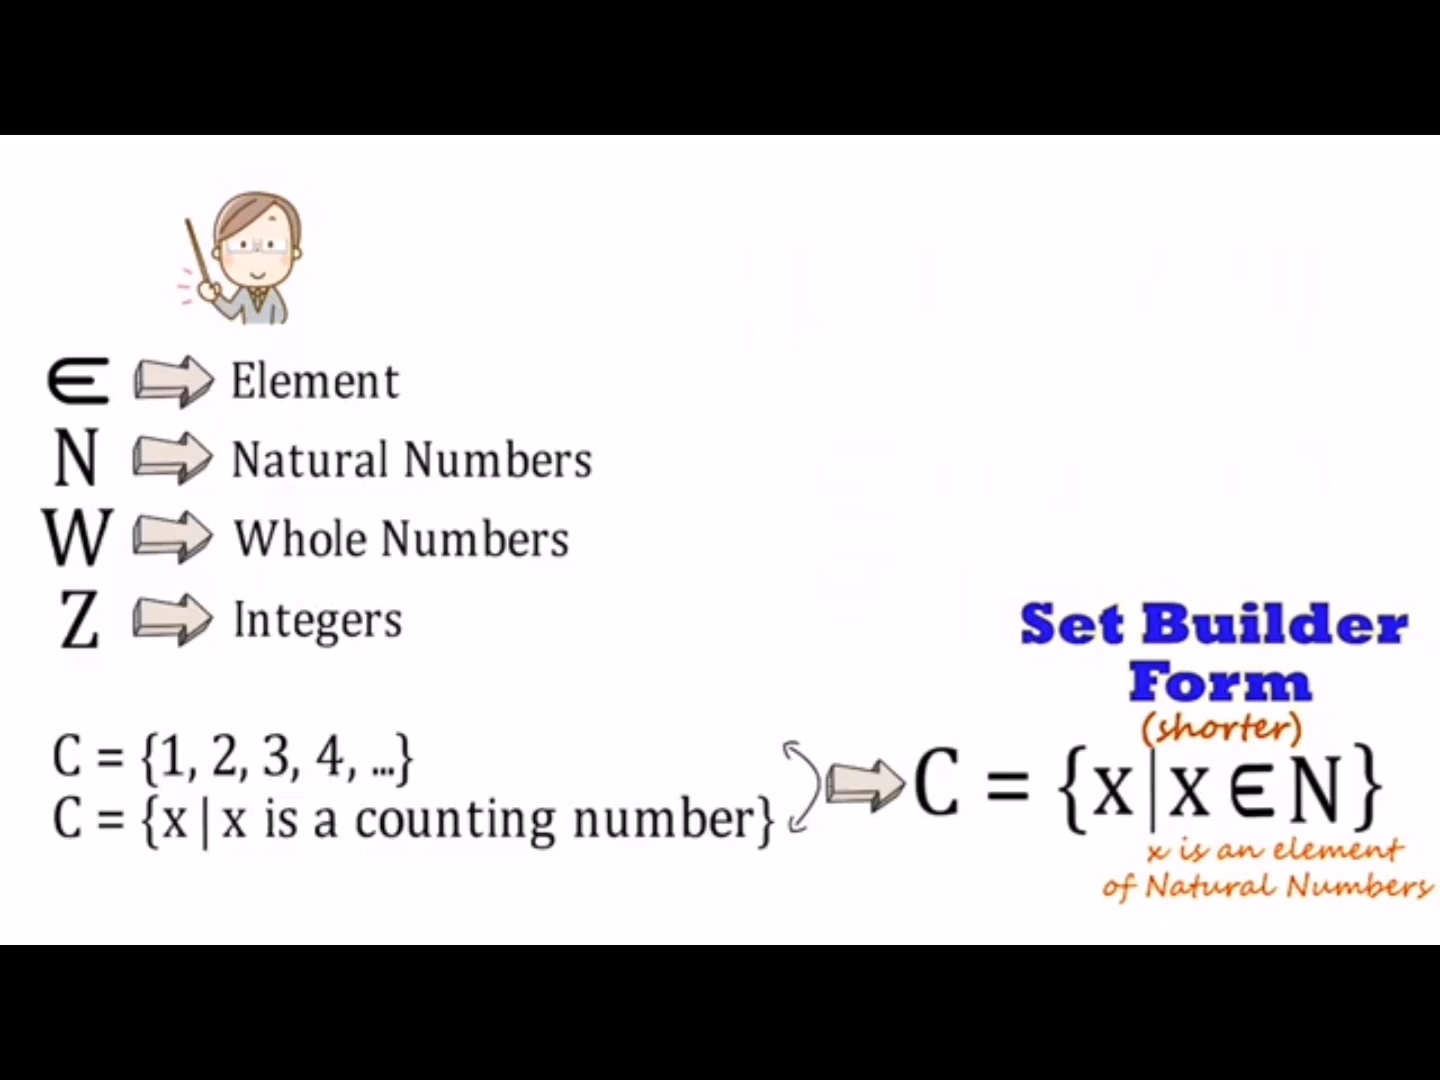 ∈ Element
N Natural Numbers
W Whole Numbers
Z Integers
Set Builder
Form
(shorter)
C = {1, 2, 3, 4, ...}
C = {x | x is a counting number}
C = {x|x ∈ N}
x is an element
of Natural Numbers